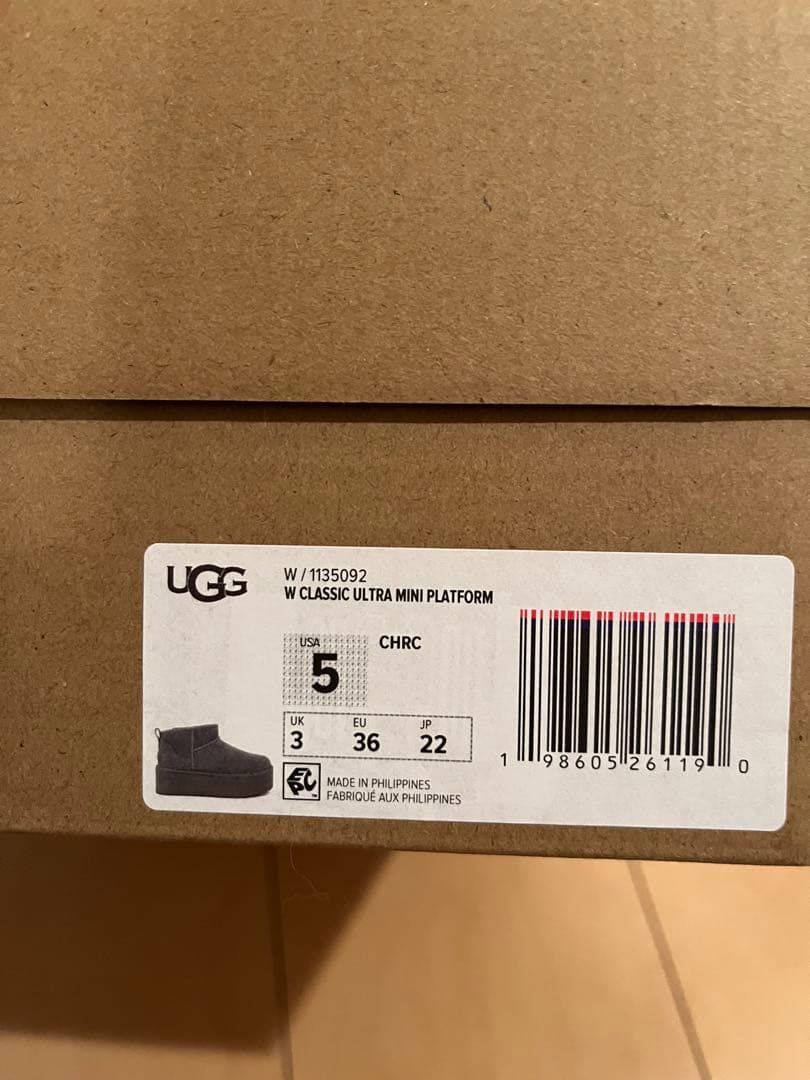 UGG
W / 1135092
W CLASSIC ULTRA MINI PLATFORM
USA
5
CHRC
UK
3
EU
36
JP
22
MADE IN PHILIPPINES
FABRIQUÉ AUX PHILIPPINES
1 98605 26119 0